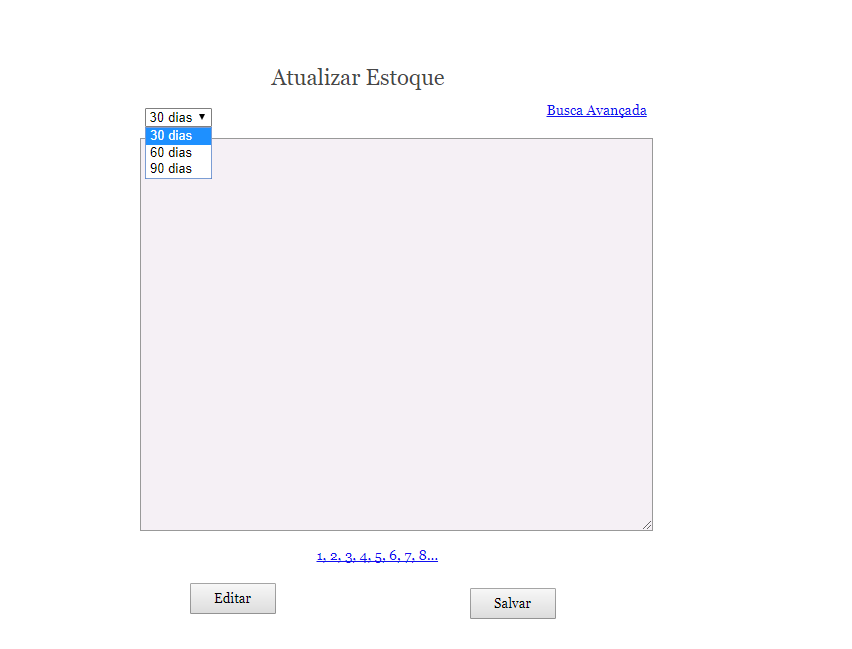 Atualizar Estoque
Busca Avançada
30 dias
30 dias
60 dias
90 dias
1, 2, 3, 4, 5, 6, 7, 8...
Editar
Salvar